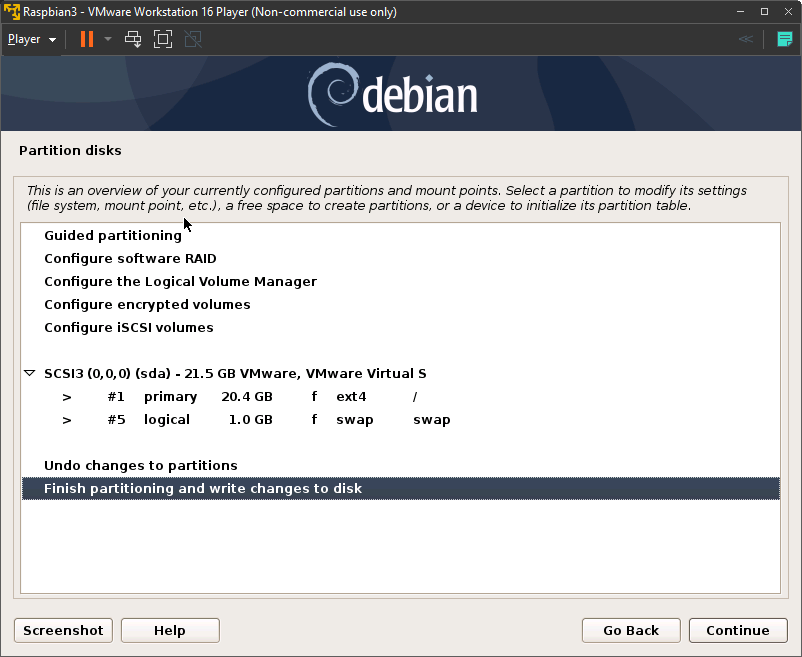 Raspbian3 - VMware Workstation 16 Player (Non-commercial use only)
Player
debian
Partition disks
This is an overview of your currently configured partitions and mount points. Select a partition to modify its settings
(file system, mount point, etc.), a free space to create partitions, or a device to initialize its partition table.
Guided partitioning
Configure software RAID
Configure the Logical Volume Manager
Configure encrypted volumes
Configure iSCSI volumes
SCSI3 (0,0,0) (sda) - 21.5 GB VMware, VMware Virtual S
> #1 primary 20.4 GB f ext4 /
> #5 logical 1.0 GB f swap swap
Undo changes to partitions
Finish partitioning and write changes to disk
Screenshot Help Go Back Continue